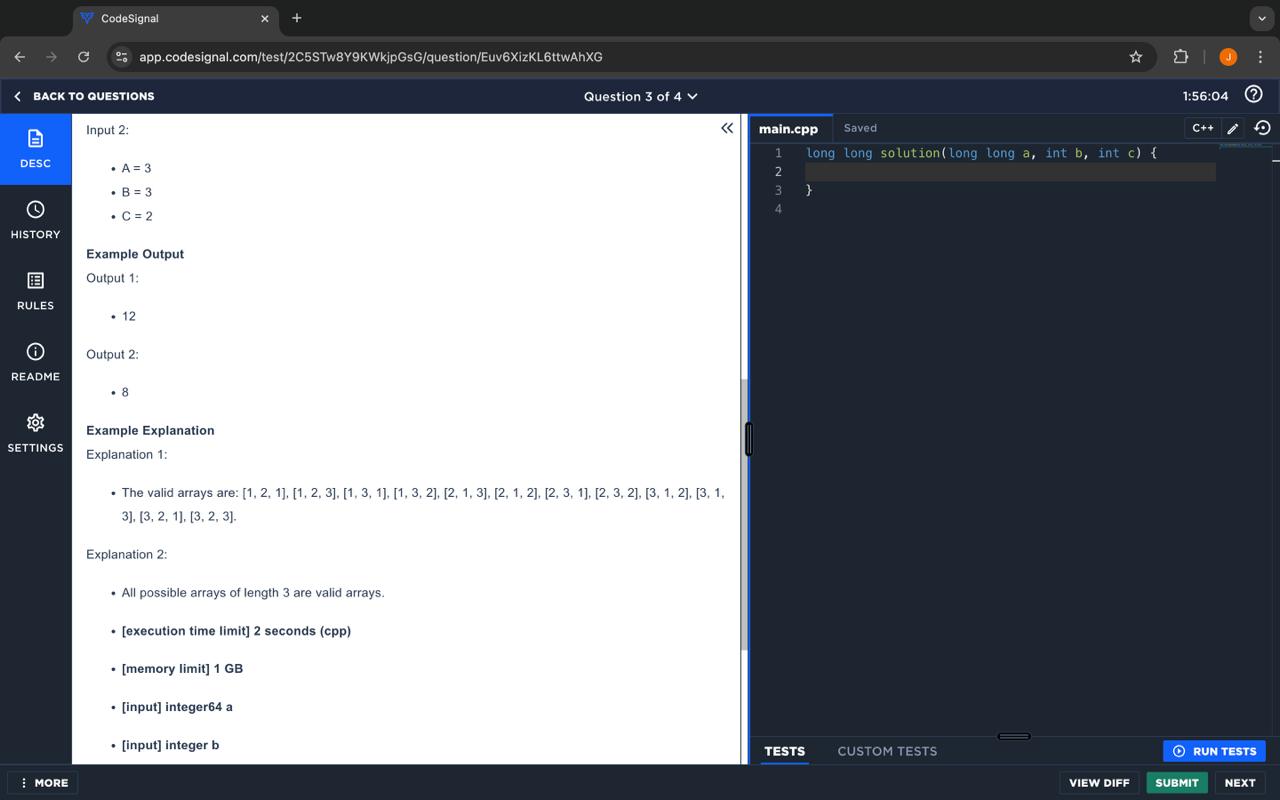 CodeSignal
app.codesignal.com/test/2C5STw8Y9KWkjpGsG/question/Euv6XizKL6ttwAhXG
J
BACK TO QUESTIONS
Question 3 of 4
1:56:04
DESC
HISTORY
RULES
README
SETTINGS
Input 2:
• A = 3
• B = 3
• C = 2
Example Output
Output 1:
• 12
Output 2:
• 8
Example Explanation
Explanation 1:
• The valid arrays are: [1, 2, 1], [1, 2, 3], [1, 3, 1], [1, 3, 2], [2, 1, 3], [2, 1, 2], [2, 3, 1], [2, 3, 2], [3, 1, 2], [3, 1,
3], [3, 2, 1], [3, 2, 3].
Explanation 2:
• All possible arrays of length 3 are valid arrays.
• [execution time limit] 2 seconds (cpp)
• [memory limit] 1 GB
• [input] integer64 a
• [input] integer b
main.cpp
Saved
C++
1 long long solution(long long a, int b, int c) {
2
3 }
4
TESTS
CUSTOM TESTS
RUN TESTS
MORE
VIEW DIFF
SUBMIT
NEXT